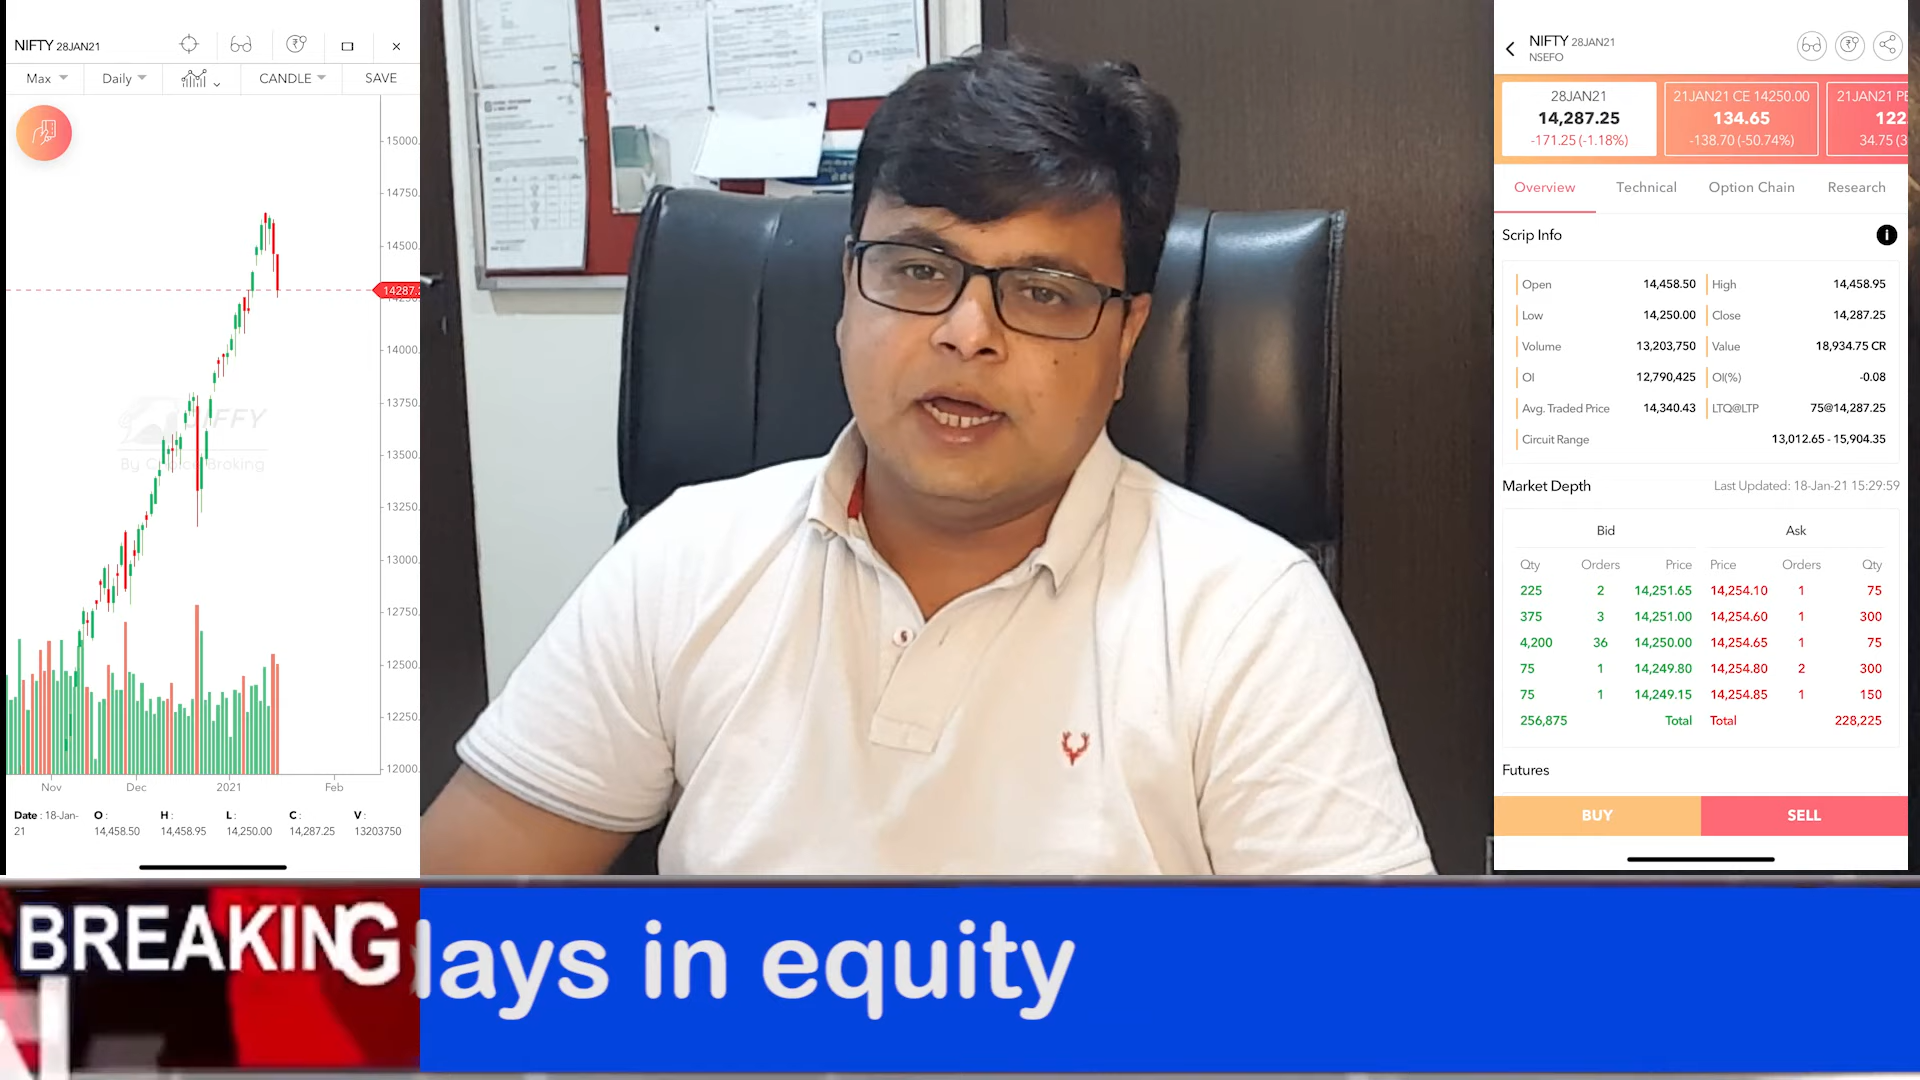 NIFTY 28JAN21
Max Daily CANDLE SAVE
15000.
14750.
14500.
14287.2
14000.
13750.
13500.
13250.
13000.
12750.
12500.
12250.
12000.
By Choice Broking
Nov Dec 2021 Feb
Date : 18-Jan-21 O : 14,458.50 H : 14,458.95 L : 14,250.00 C : 14,287.25 V : 13203750
NIFTY 28JAN21
NSEFO
28JAN21
14,287.25
-171.25 (-1.18%)
21JAN21 CE 14250.00
134.65
-138.70 (-50.74%)
21JAN21 PE
122.
34.75 (3
Overview Technical Option Chain Research
Scrip Info
Open 14,458.50 High 14,458.95
Low 14,250.00 Close 14,287.25
Volume 13,203,750 Value 18,934.75 CR
OI 12,790,425 OI(%) -0.08
Avg. Traded Price 14,340.43 LTQ@LTP 75@14,287.25
Circuit Range 13,012.65 - 15,904.35
Market Depth Last Updated: 18-Jan-21 15:29:59
Bid Ask
Qty Orders Price Price Orders Qty
225 2 14,251.65 14,254.10 1 75
375 3 14,251.00 14,254.60 1 300
4,200 36 14,250.00 14,254.65 1 75
75 1 14,249.80 14,254.80 2 300
75 1 14,249.15 14,254.85 1 150
256,875 Total Total 228,225
Futures
BUY SELL
BREAKING
lays in equity